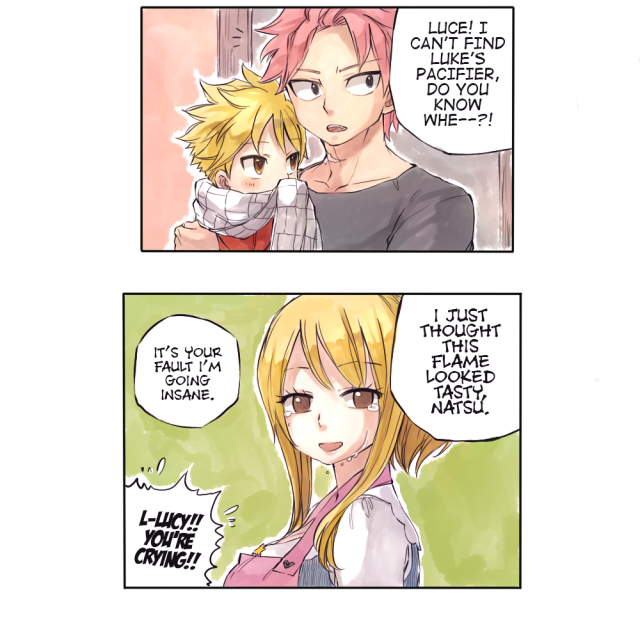 LUCE! I
CAN'T FIND
LUKE'S
PACIFIER,
DO YOU
KNOW
WHE--?!
I JUST
THOUGHT
THIS
FLAME
LOOKED
TASTY,
NATSU.
IT'S YOUR
FAULT I'M
GOING
INSANE.
L-LUCY!!
YOU'RE
CRYING!!